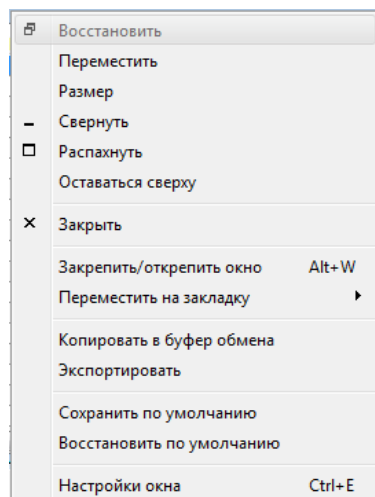 Восстановить
Переместить
Размер
Свернуть
Распахнуть
Оставаться сверху
Закрыть
Закрепить/открепить окно Alt+W
Переместить на закладку
Копировать в буфер обмена
Экспортировать
Сохранить по умолчанию
Восстановить по умолчанию
Настройки окна Ctrl+E